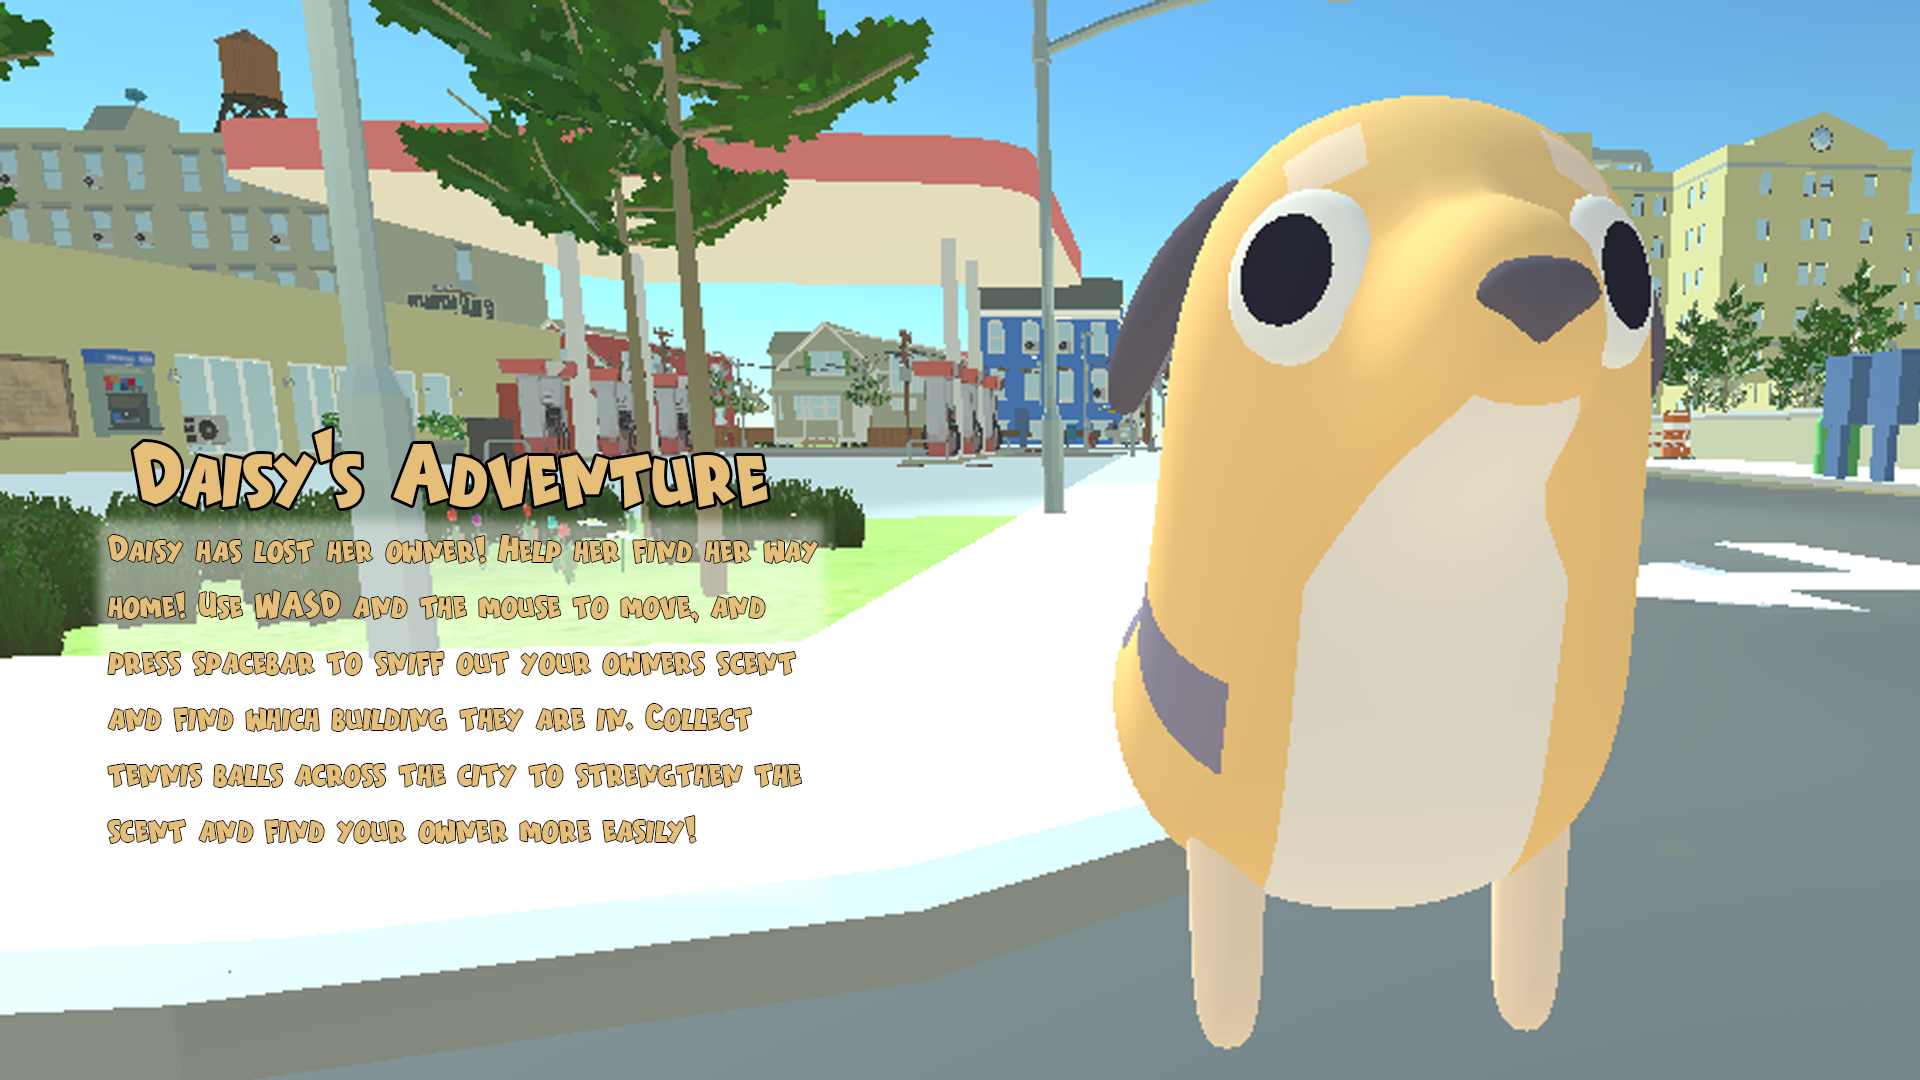 Daisy's Adventure
Daisy has lost her owner! Help her find her way
home! Use WASD and the mouse to move, and
press spacebar to sniff out your owners scent
and find which building they are in. Collect
tennis balls across the city to strengthen the
scent and find your owner more easily!